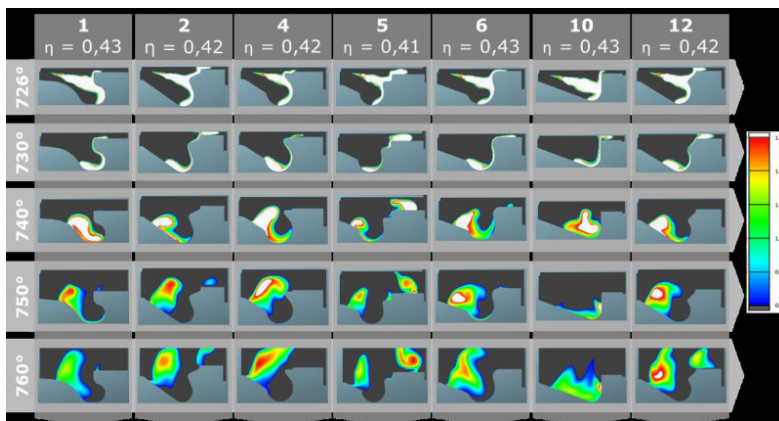 1 2 4 5 6 10 12
η = 0,43 η = 0,42 η = 0,42 η = 0,41 η = 0,43 η = 0,43 η = 0,42
726°
730°
740°
750°
760°